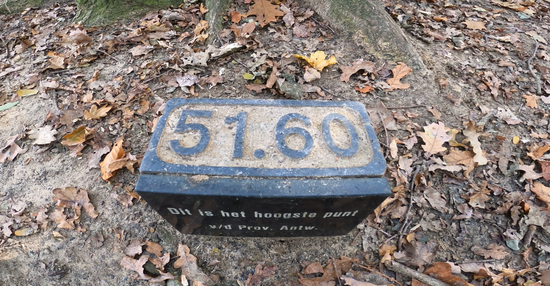 51.60
Dit is het hoogste punt
v/d Prov. Antw.